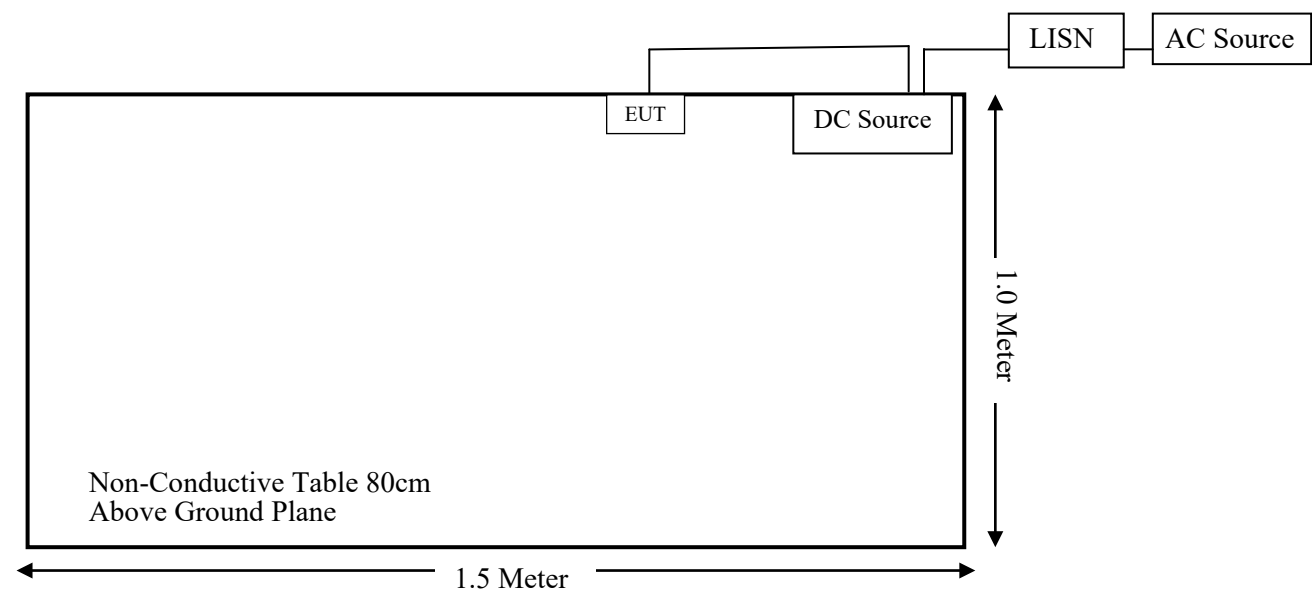 LISN
AC Source
EUT
DC Source
1.0 Meter
Non-Conductive Table 80cm
Above Ground Plane
1.5 Meter